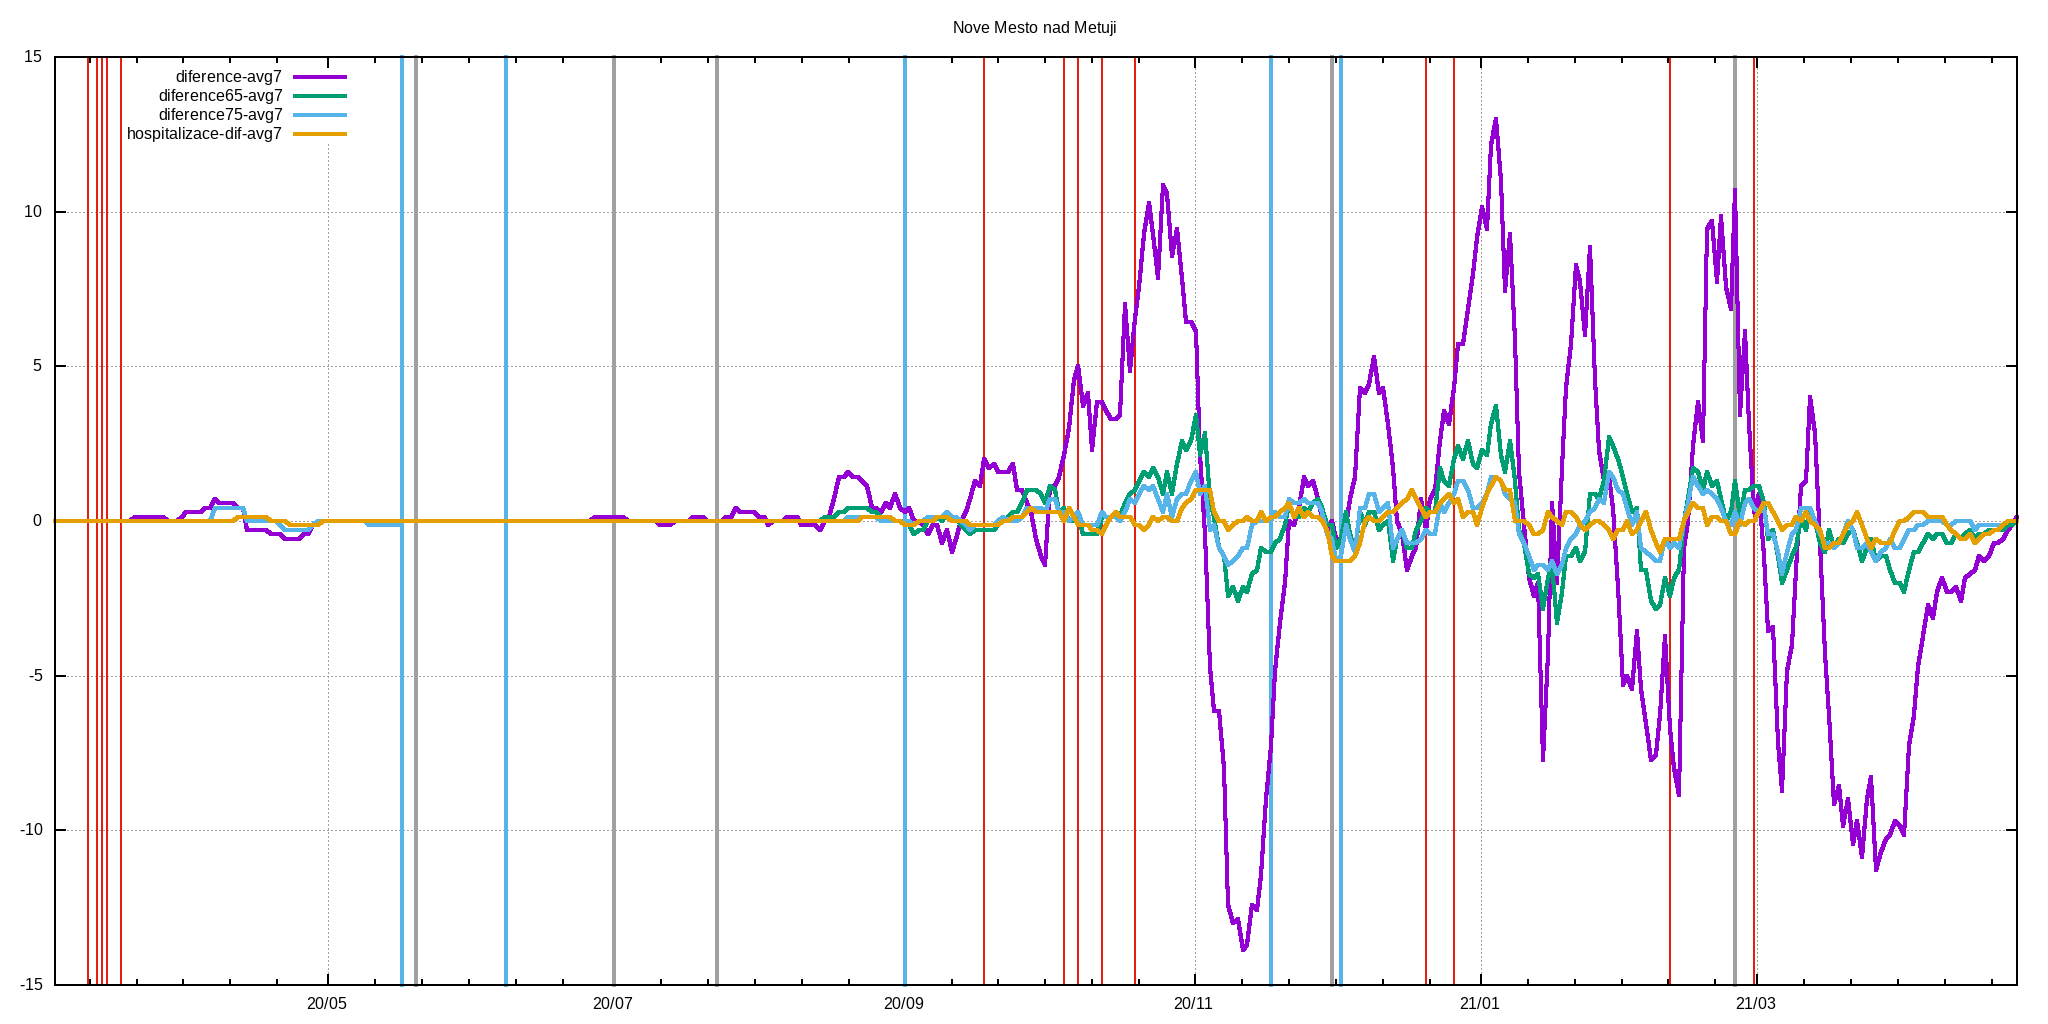 Nove Mesto nad Metuji
15
10
5
0
-5
-10
-15
diference-avg7
diference65-avg7
diference75-avg7
hospitalizace-dif-avg7
20/05
20/07
20/09
20/11
21/01
21/03